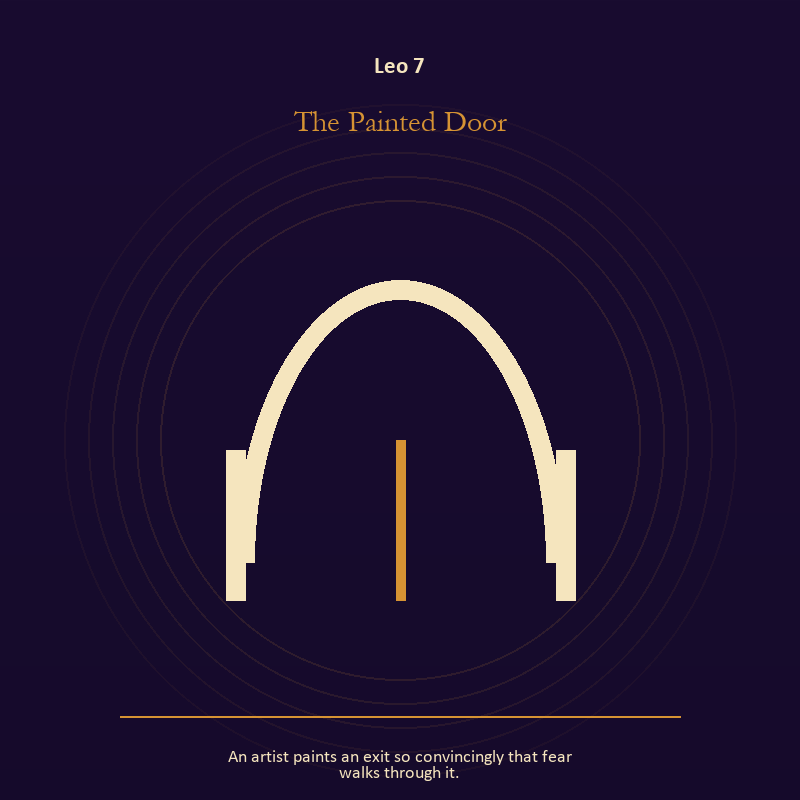 Leo 7
The Painted Door
An artist paints an exit so convincingly that fear
walks through it.